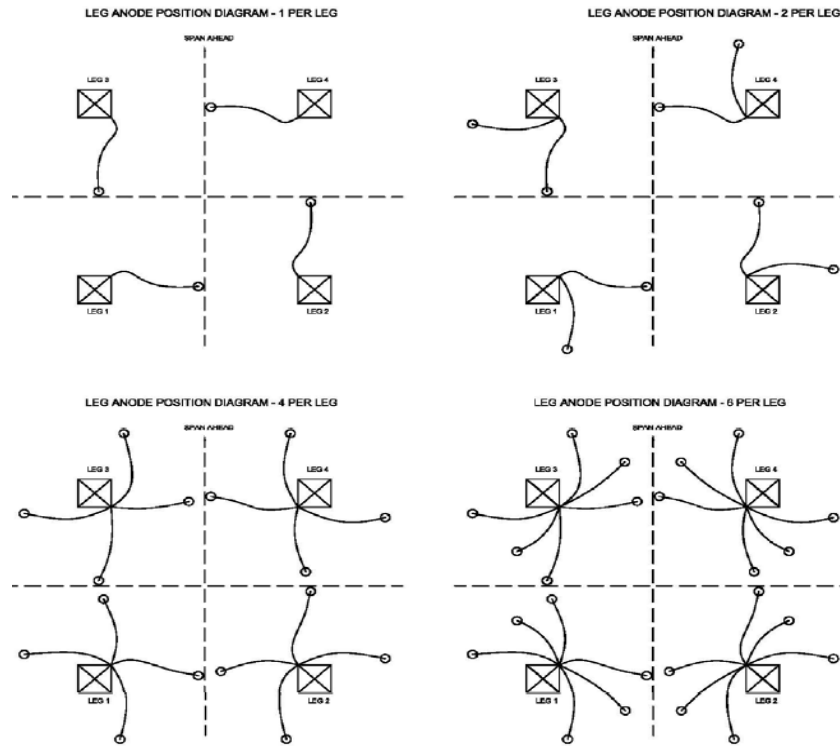 LEG ANODE POSITION DIAGRAM - 1 PER LEG
SPAN AHEAD
LEG 3
LEG 4
LEG 1
LEG 2
LEG ANODE POSITION DIAGRAM - 2 PER LEG
SPAN AHEAD
LEG 3
LEG 4
LEG 1
LEG 2
LEG ANODE POSITION DIAGRAM - 4 PER LEG
SPAN AHEAD
LEG 3
LEG 4
LEG 1
LEG 2
LEG ANODE POSITION DIAGRAM - 6 PER LEG
SPAN AHEAD
LEG 3
LEG 4
LEG 1
LEG 2